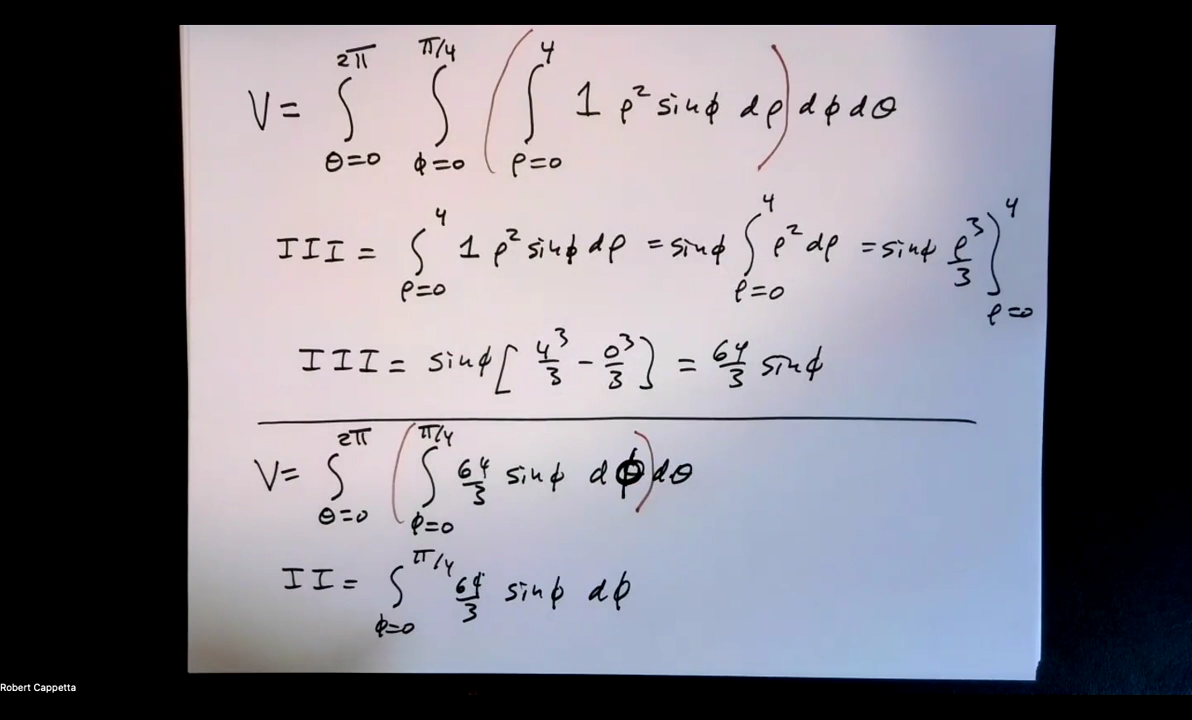 V = ∫_{θ=0}^{2π} ∫_{ϕ=0}^{π/4} ( ∫_{ρ=0}^{4} 1 ρ² sinϕ dρ ) dϕ dθ
III = ∫_{ρ=0}^{4} 1 ρ² sinϕ dρ = sinϕ ∫_{ρ=0}^{4} ρ² dρ = sinϕ ρ³/3 ]_{ρ=0}^{4}
III = sinϕ [ 4³/3 - 0³/3 ] = 64/3 sinϕ
V = ∫_{θ=0}^{2π} ( ∫_{ϕ=0}^{π/4} 64/3 sinϕ dϕ ) dθ
II = ∫_{ϕ=0}^{π/4} 64/3 sinϕ dϕ
Robert Cappetta